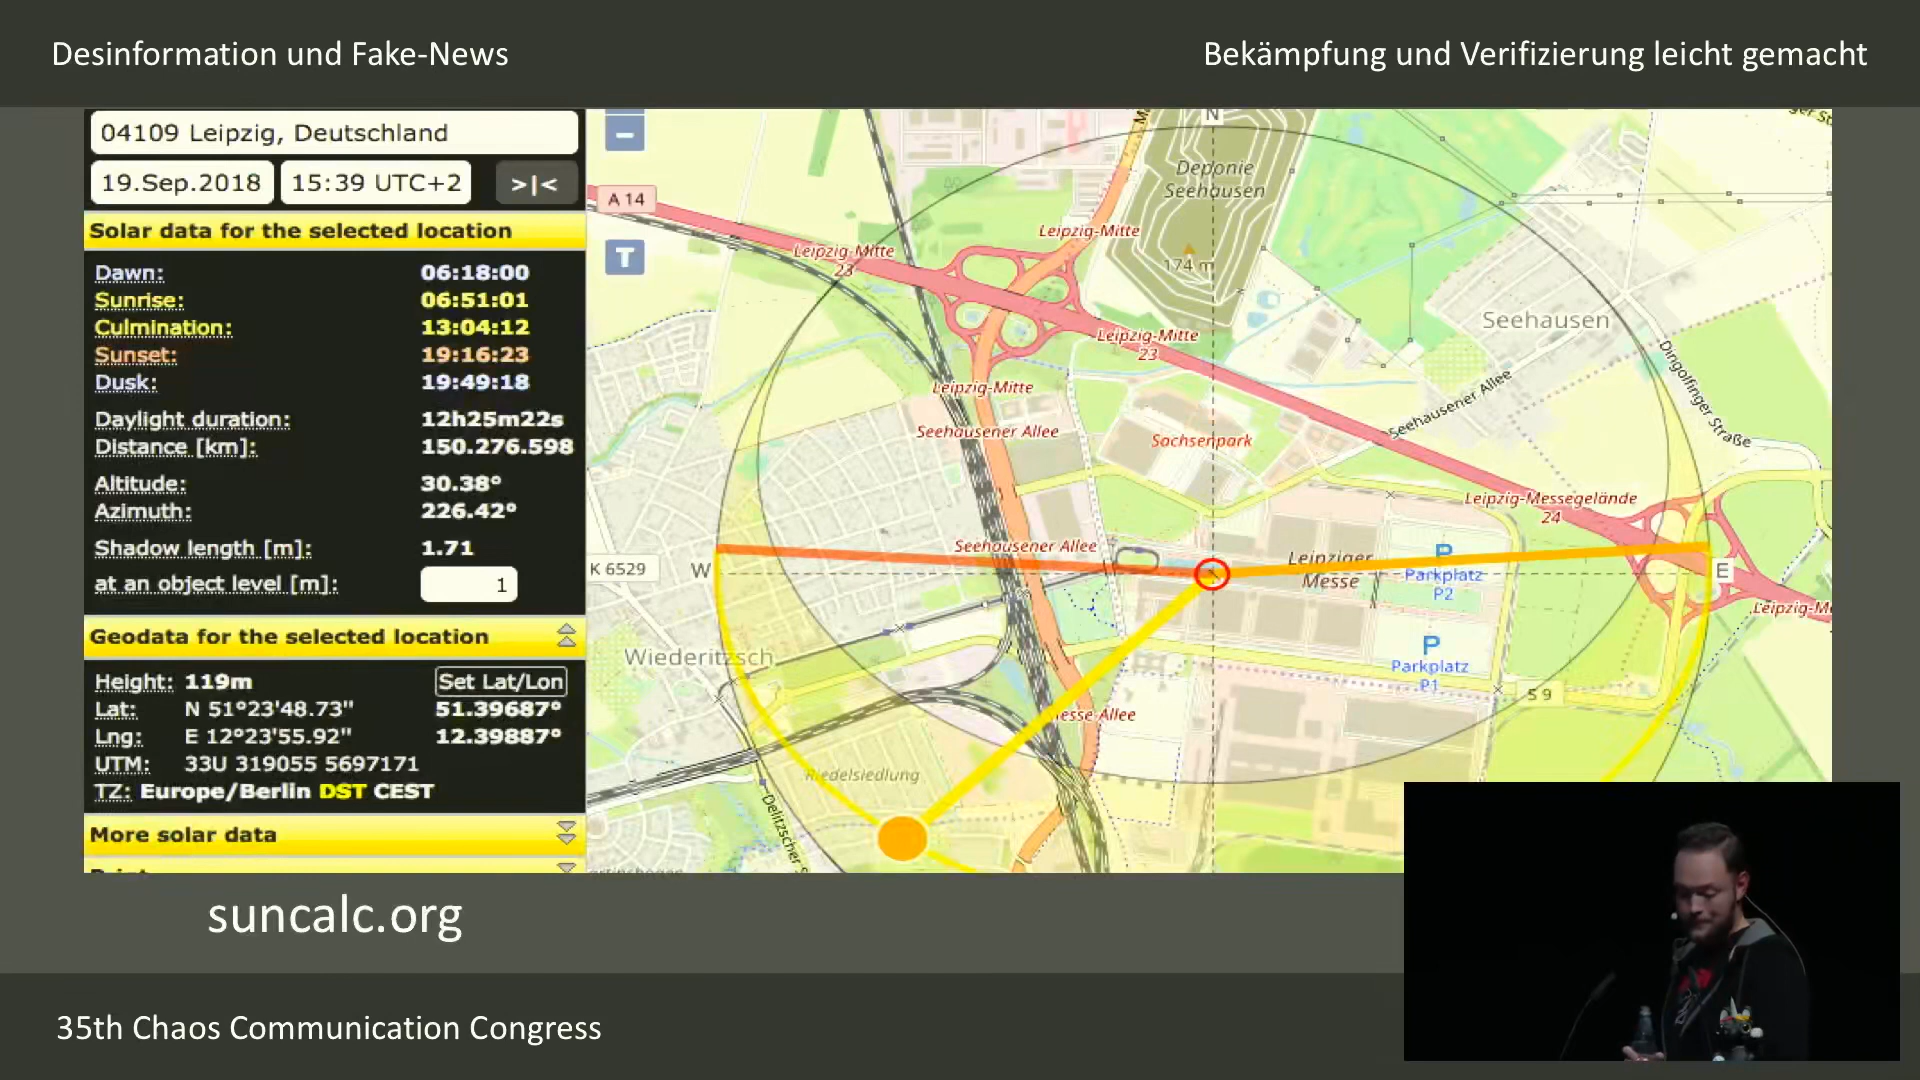 Desinformation und Fake-News
Bekämpfung und Verifizierung leicht gemacht
04109 Leipzig, Deutschland
19.Sep.2018
15:39 UTC+2
>|<
Solar data for the selected location
Dawn: 06:18:00
Sunrise: 06:51:01
Culmination: 13:04:12
Sunset: 19:16:23
Dusk: 19:49:18
Daylight duration: 12h25m22s
Distance [km]: 150.276.598
Altitude: 30.38°
Azimuth: 226.42°
Shadow length [m]: 1.71
at an object level [m]: 1
Geodata for the selected location
Height: 119m Set Lat/Lon
Lat: N 51°23'48.73" 51.39687°
Lng: E 12°23'55.92" 12.39887°
UTM: 33U 319055 5697171
TZ: Europe/Berlin DST CEST
More solar data
−
T
N
A 14
Deponie
Seehausen
174 m
Leipzig-Mitte
Leipzig-Mitte
23
Leipzig-Mitte
23
Leipzig-Mitte
Seehausen
Dingolfinger Straße
Seehausener Allee
Seehausener Allee
Sachsenpark
Leipzig-Messegelände
24
Seehausener Allee
K 6529
W
Leipziger
Messe
P
Parkplatz
P2
E
Leipzig-M
Wiederitzsch
P
Parkplatz
P1
S 9
esse-Allee
Riedelsiedlung
Delitzscher S
suncalc.org
35th Chaos Communication Congress